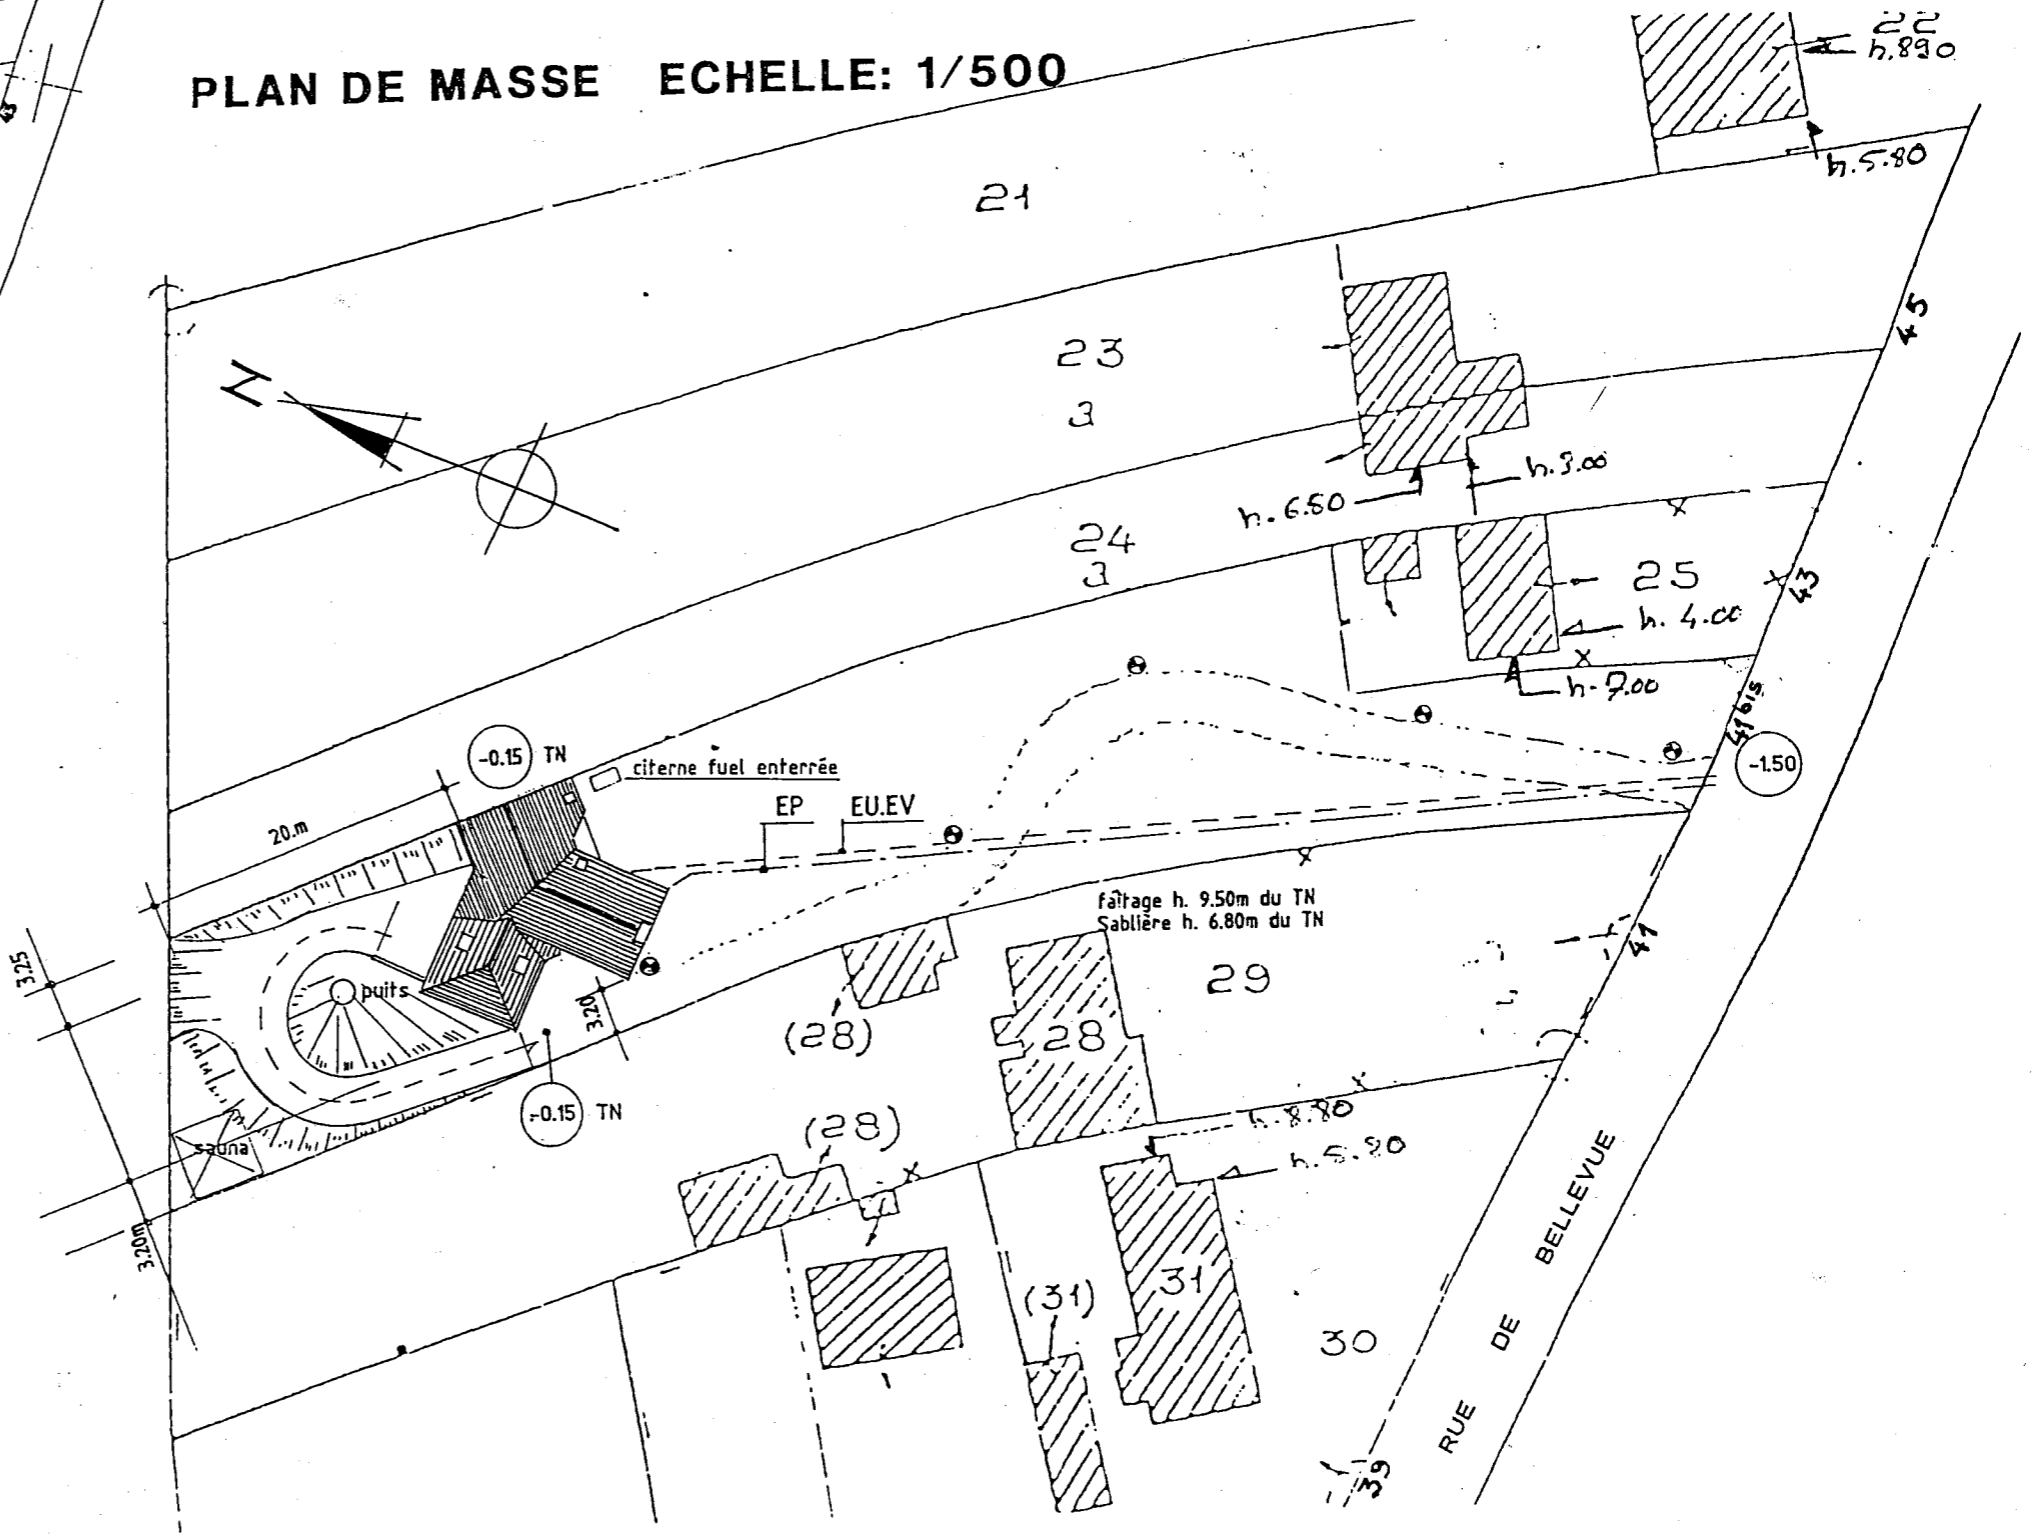 PLAN DE MASSE ECHELLE: 1/500
22
h.890
h.5.80
21
45
23
3
N
h.3.00
h.6.50
24
3
25
43
h. 4.00
h.7.00
41bis
-1.50
-0.15 TN
citerne fuel enterrée
EP
EU.EV
20.m
faîtage h. 9.50m du TN
Sablière h. 6.80m du TN
41
3.25
puits
3.20
29
(28)
28
-0.15 TN
(28)
h.8.80
sauna
3.20m
BELLEVUE
DE
RUE
(31)
31
30
39